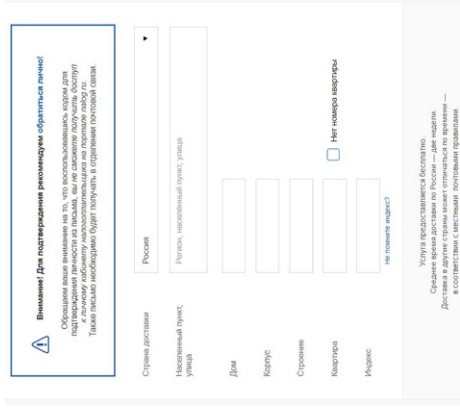 Внимание! Для подтверждения рекомендуем обратиться лично!
Обращаем ваше внимание на то, что воспользовавшись кодом для
подтверждения личности из письма, вы не сможете получить доступ
к личному кабинету налогоплательщика на портале nalog.ru.
Также письмо необходимо будет получать в отделении почтовой связи.
Страна доставки Россия
Населенный пункт, улица Регион, населённый пункт, улица
Дом
Корпус
Строение
Квартира Нет номера квартиры
Индекс
Не помните индекс?
Услуга предоставляется бесплатно.
Среднее время доставки по России — две недели.
Доставка в другие страны может отличаться по времени —
в соответствии с местными почтовыми правилами.